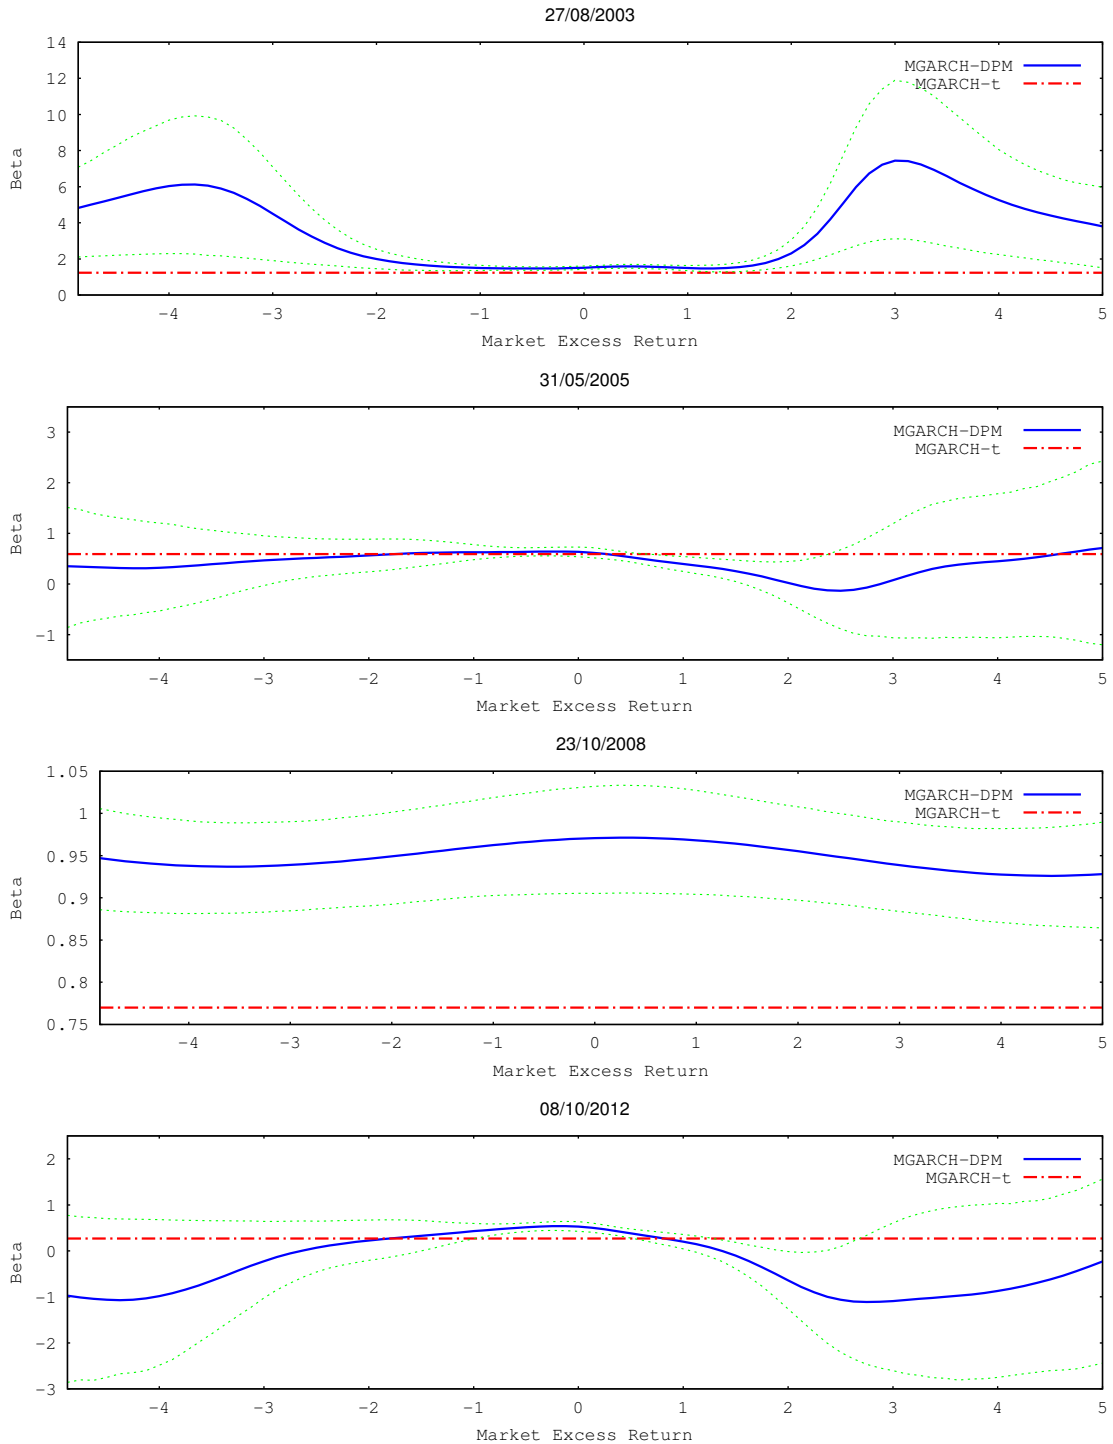 27/08/2003
14
12
10
8
6
4
2
0
Beta
MGARCH-DPM
MGARCH-t
-4 -3 -2 -1 0 1 2 3 4 5
Market Excess Return
31/05/2005
3
2
1
0
-1
Beta
MGARCH-DPM
MGARCH-t
-4 -3 -2 -1 0 1 2 3 4 5
Market Excess Return
23/10/2008
1.05
1
0.95
0.9
0.85
0.8
0.75
Beta
MGARCH-DPM
MGARCH-t
-4 -3 -2 -1 0 1 2 3 4 5
Market Excess Return
08/10/2012
2
1
0
-1
-2
-3
Beta
MGARCH-DPM
MGARCH-t
-4 -3 -2 -1 0 1 2 3 4 5
Market Excess Return